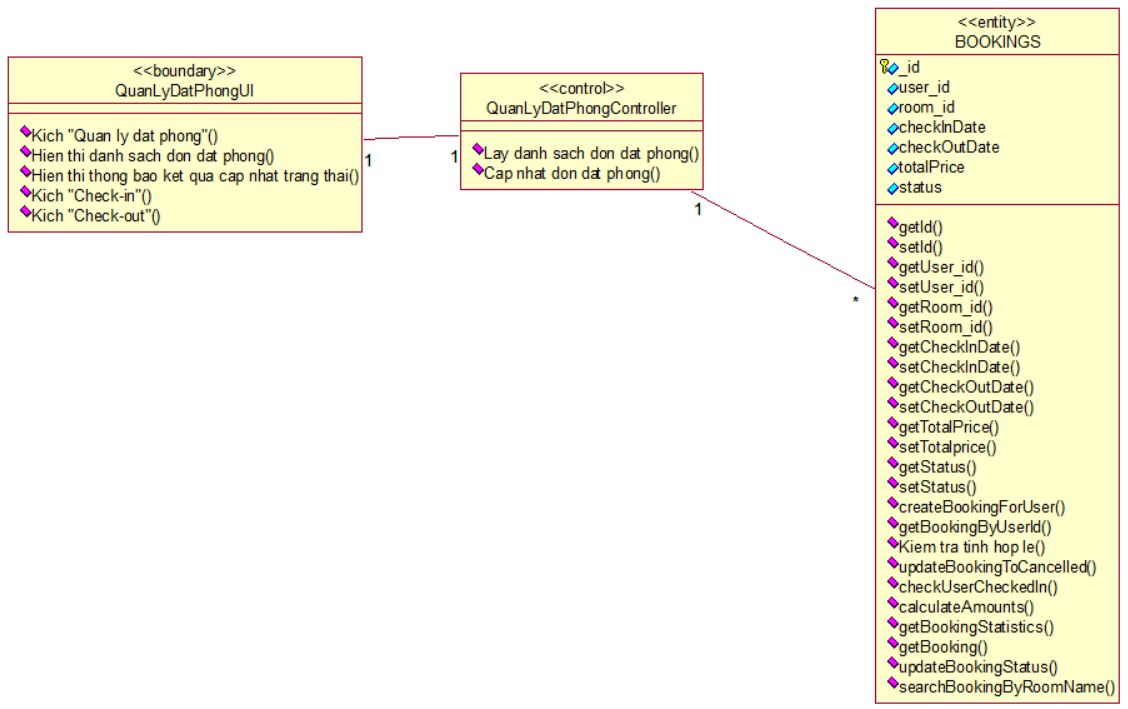 <<boundary>>
QuanLyDatPhongUI
Kich "Quan ly dat phong"()
Hien thi danh sach don dat phong()
Hien thi thong bao ket qua cap nhat trang thai()
Kich "Check-in"()
Kich "Check-out"()
1
1
<<control>>
QuanLyDatPhongController
Lay danh sach don dat phong()
Cap nhat don dat phong()
1
*
<<entity>>
BOOKINGS
_id
user_id
room_id
checkInDate
checkOutDate
totalPrice
status
getId()
setId()
getUser_id()
setUser_id()
getRoom_id()
setRoom_id()
getCheckInDate()
setCheckInDate()
getCheckOutDate()
setCheckOutDate()
getTotalPrice()
setTotalprice()
getStatus()
setStatus()
createBookingForUser()
getBookingByUserId()
Kiem tra tinh hop le()
updateBookingToCancelled()
checkUserCheckedIn()
calculateAmounts()
getBookingStatistics()
getBooking()
updateBookingStatus()
searchBookingByRoomName()